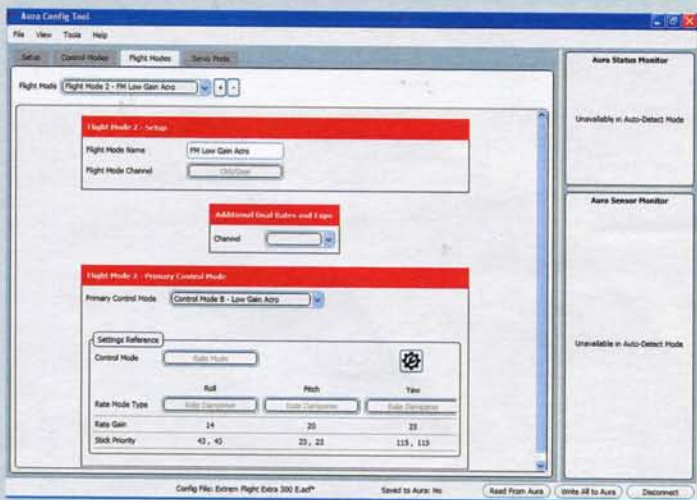 Aura Config Tool
File View Tools Help
Setup Control Modes Flight Modes Servo Ports
Flight Mode Flight Mode 2 - FM Low Gain Acro + -
Flight Mode 2 - Setup
Flight Mode Name FM Low Gain Acro
Flight Mode Channel Ch5/Gear
Additional Dual Rates and Expo
Channel
Flight Mode 2 - Primary Control Mode
Primary Control Mode Control Mode B - Low Gain Acro
Settings Reference
Control Mode Rate Mode
Roll Pitch Yaw
Rate Mode Type Rate Dampener Rate Dampener Rate Dampener
Rate Gain 14 20 25
Stick Priority 43 , 43 23 , 23 115 , 115
Aura Status Monitor
Unavailable in Auto-Detect Mode
Aura Sensor Monitor
Unavailable in Auto-Detect Mode
Config File: Extrem Flight Extra 300 E.acf* Saved to Aura: No Read From Aura Write All to Aura Disconnect